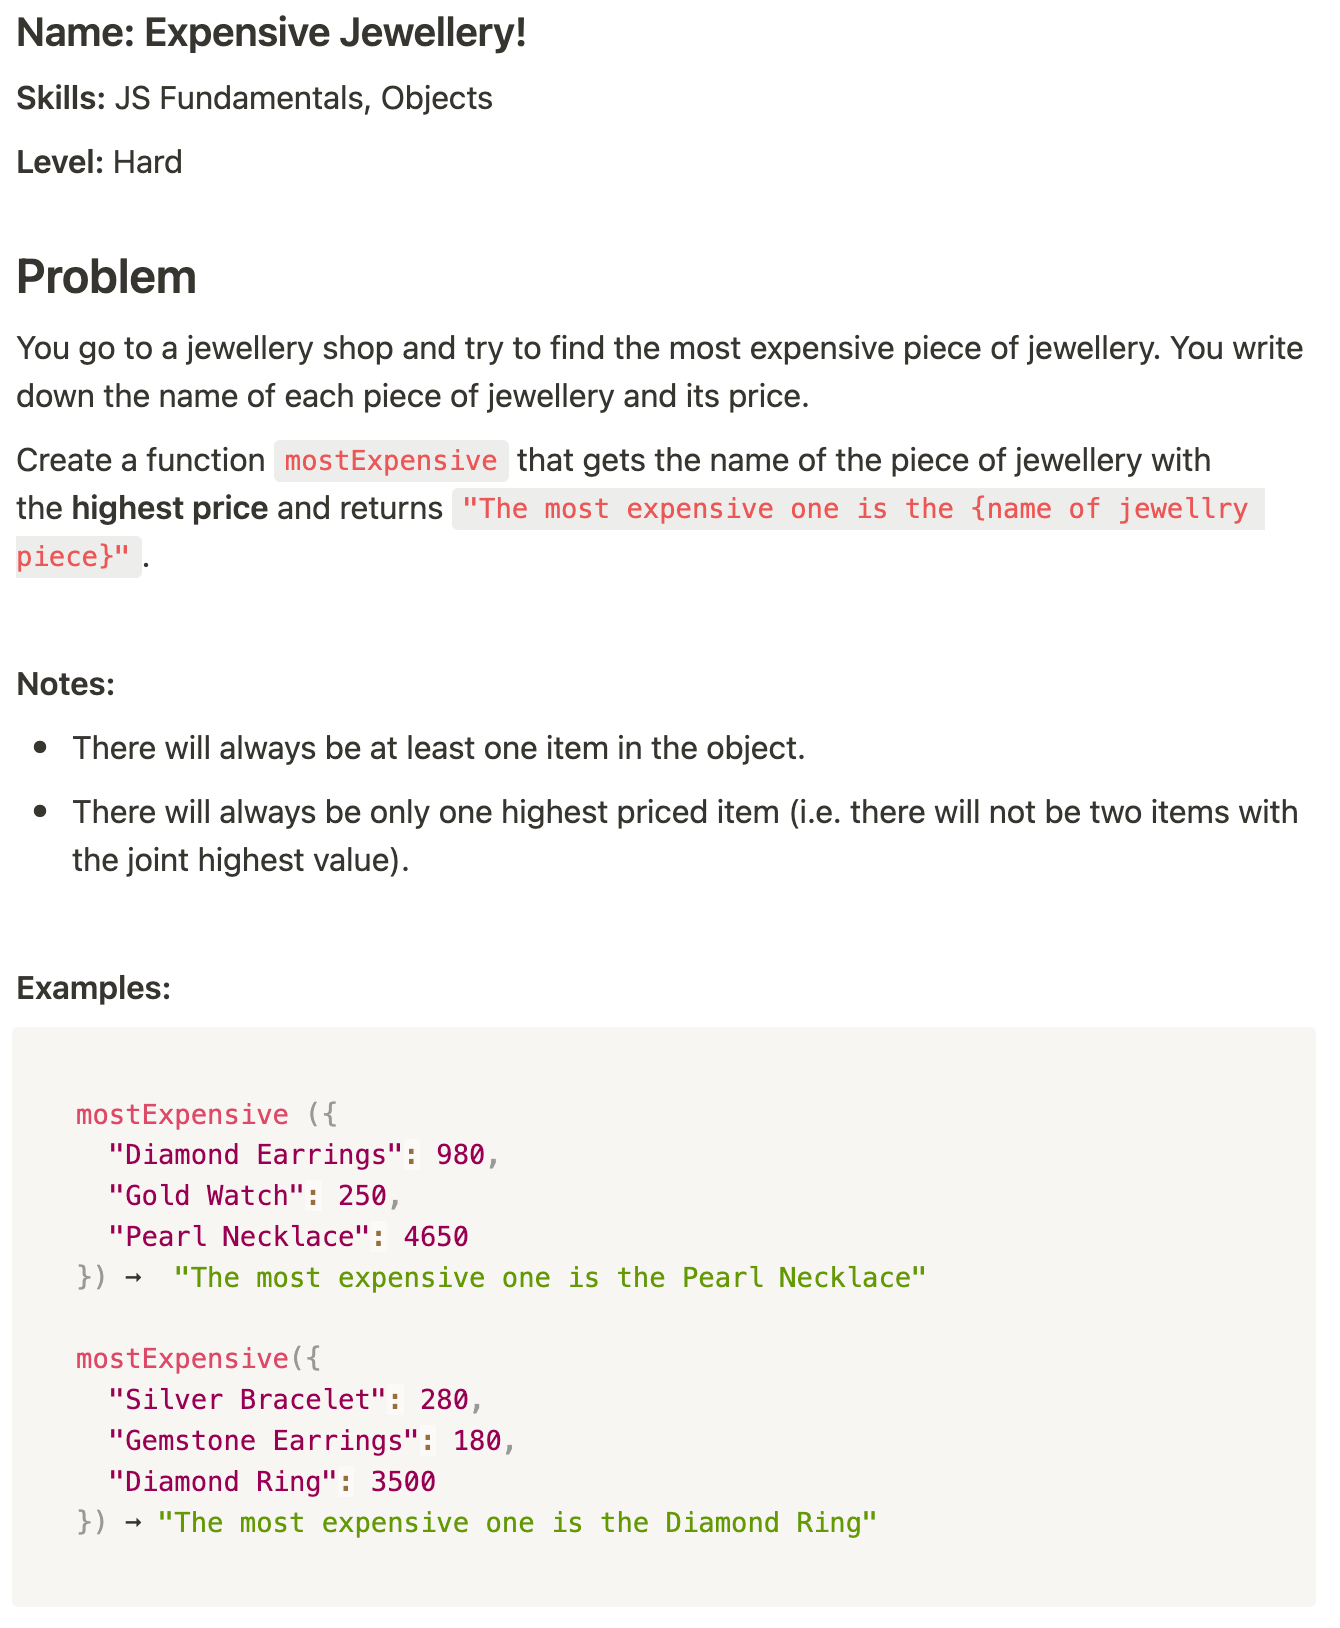 Name: Expensive Jewellery!
Skills: JS Fundamentals, Objects
Level: Hard
Problem
You go to a jewellery shop and try to find the most expensive piece of jewellery. You write
down the name of each piece of jewellery and its price.
Create a function mostExpensive that gets the name of the piece of jewellery with
the highest price and returns "The most expensive one is the {name of jewellry
piece}" .
Notes:
• There will always be at least one item in the object.
• There will always be only one highest priced item (i.e. there will not be two items with
the joint highest value).
Examples:
mostExpensive ({
"Diamond Earrings": 980,
"Gold Watch": 250,
"Pearl Necklace": 4650
}) → "The most expensive one is the Pearl Necklace"
mostExpensive({
"Silver Bracelet": 280,
"Gemstone Earrings": 180,
"Diamond Ring": 3500
}) → "The most expensive one is the Diamond Ring"